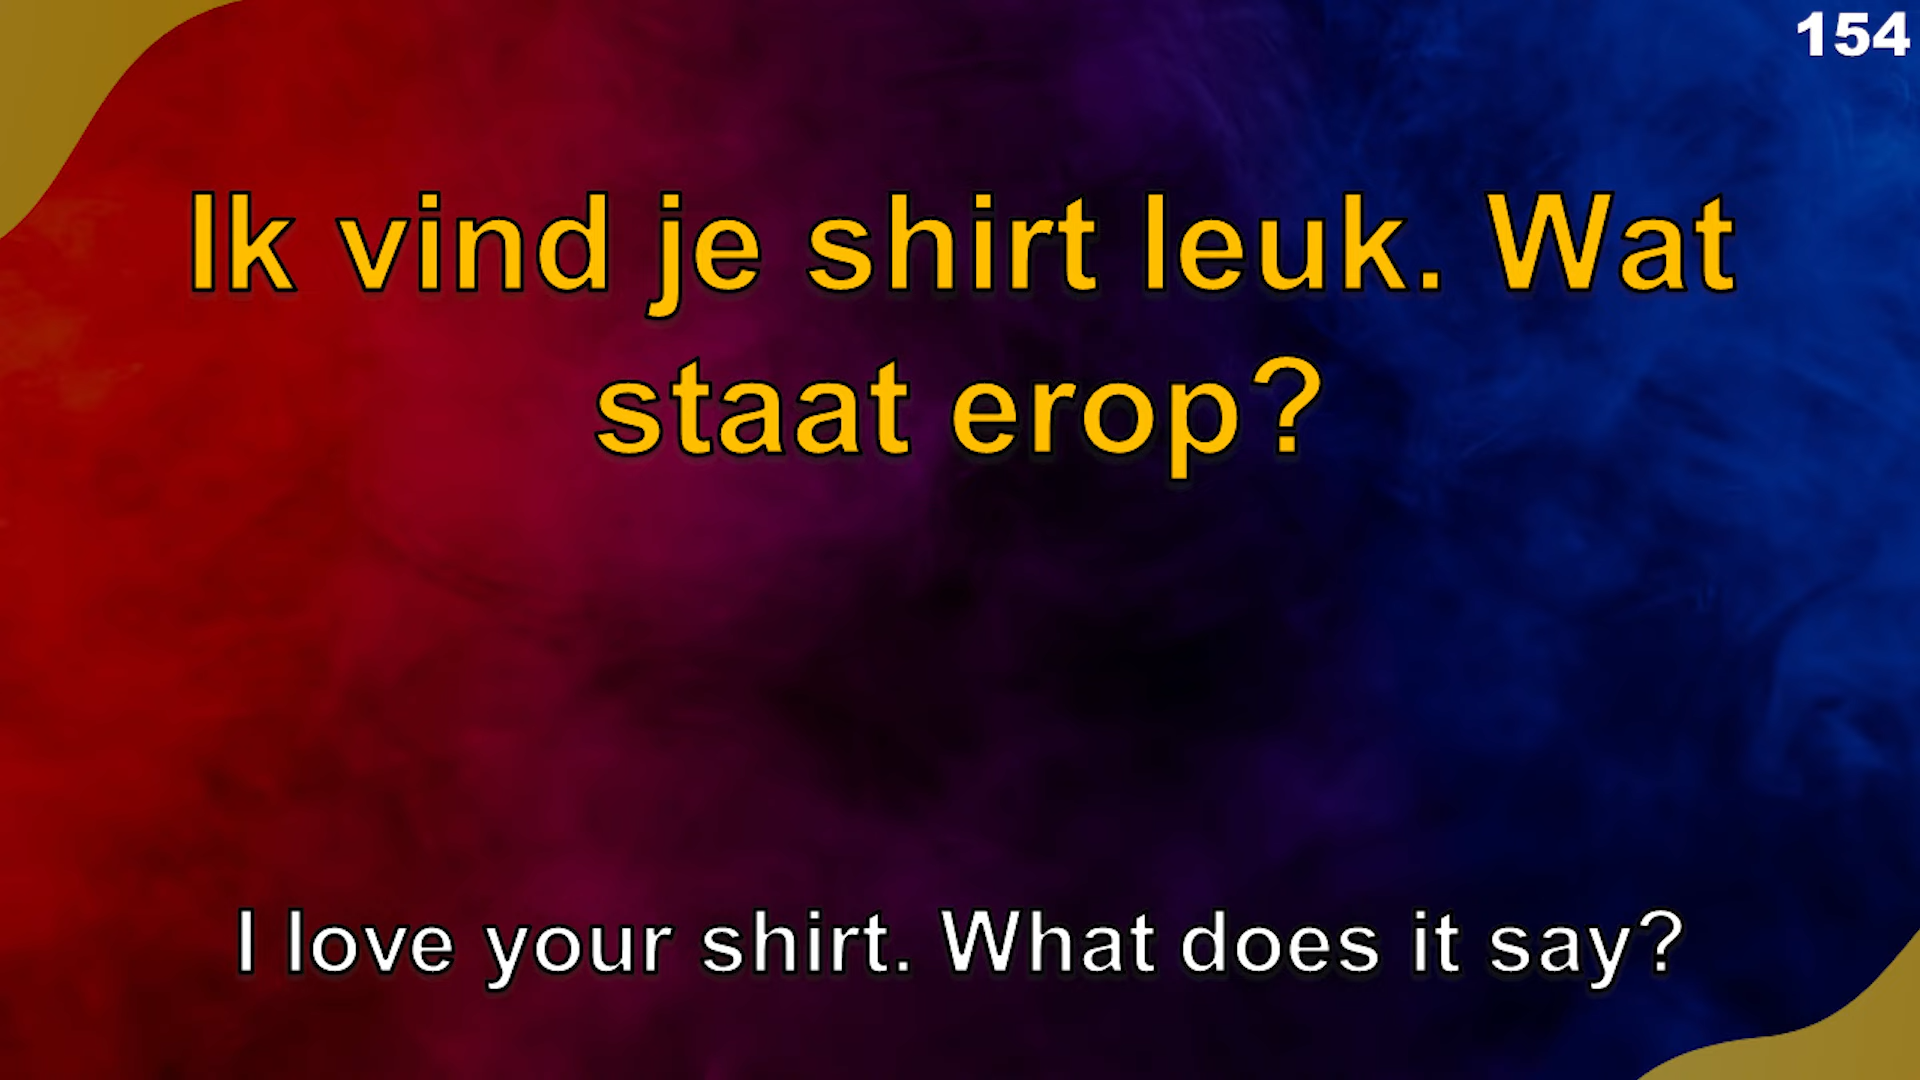 154
Ik vind je shirt leuk. Wat
staat erop?
I love your shirt. What does it say?